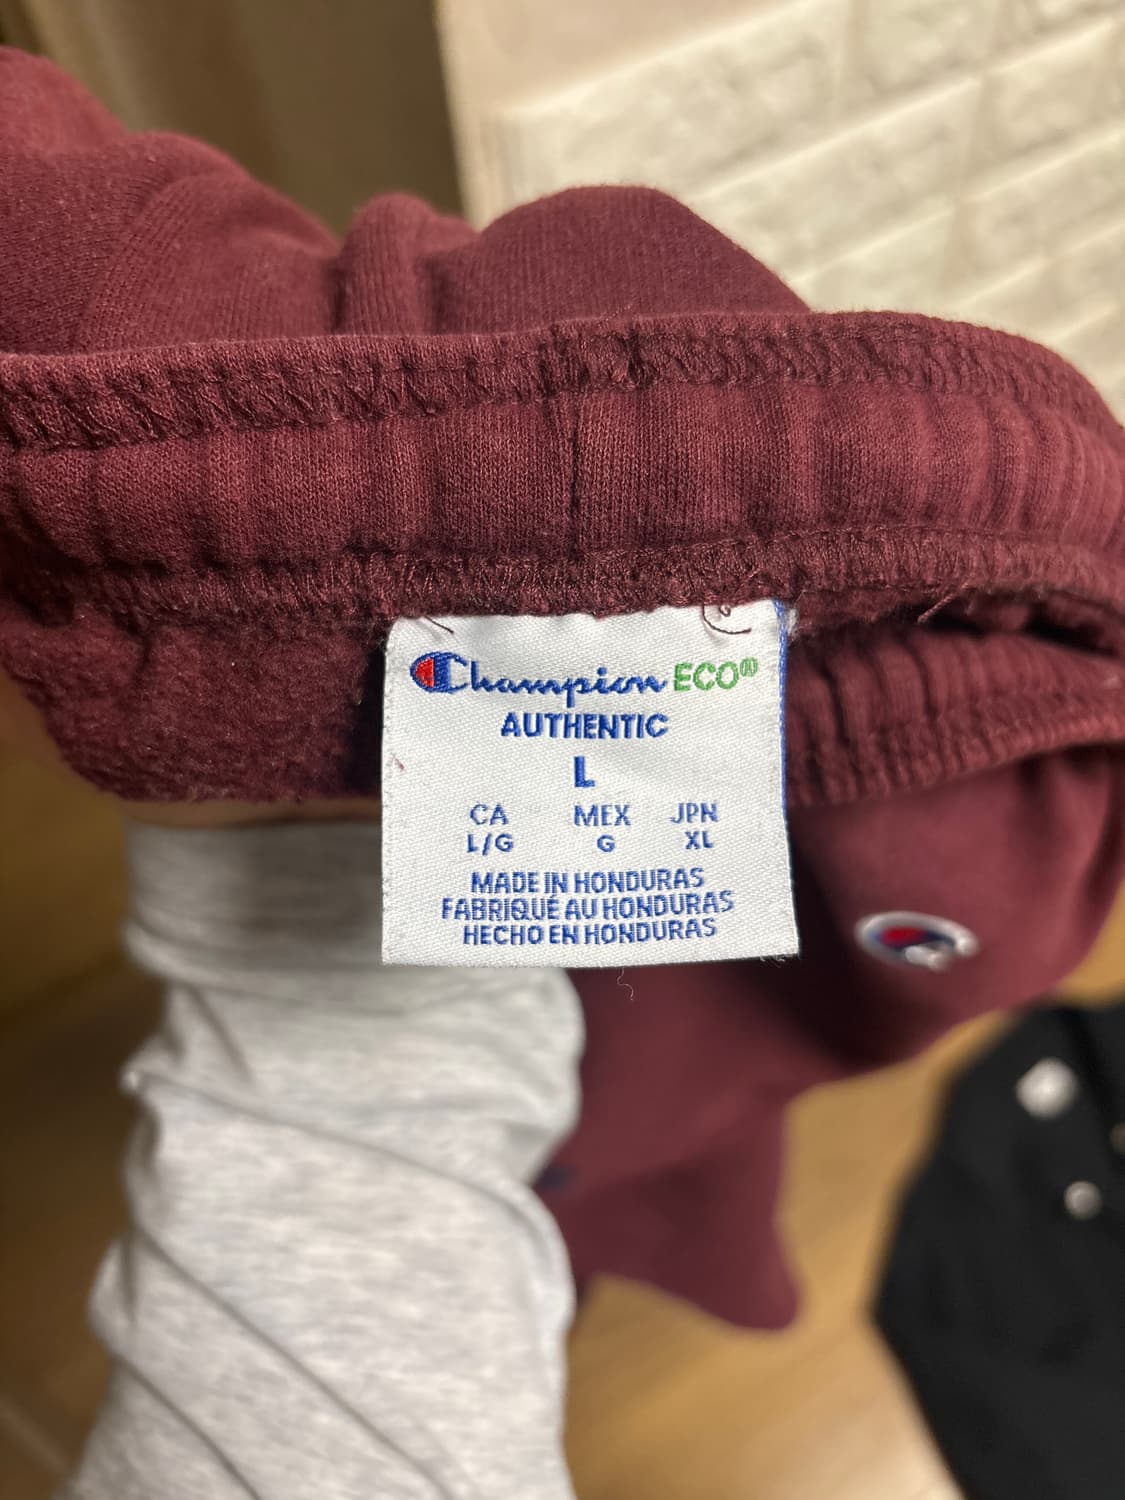 Champion ECO®
AUTHENTIC
L
CA MEX JPN
L/G G XL
MADE IN HONDURAS
FABRIQUÉ AU HONDURAS
HECHO EN HONDURAS